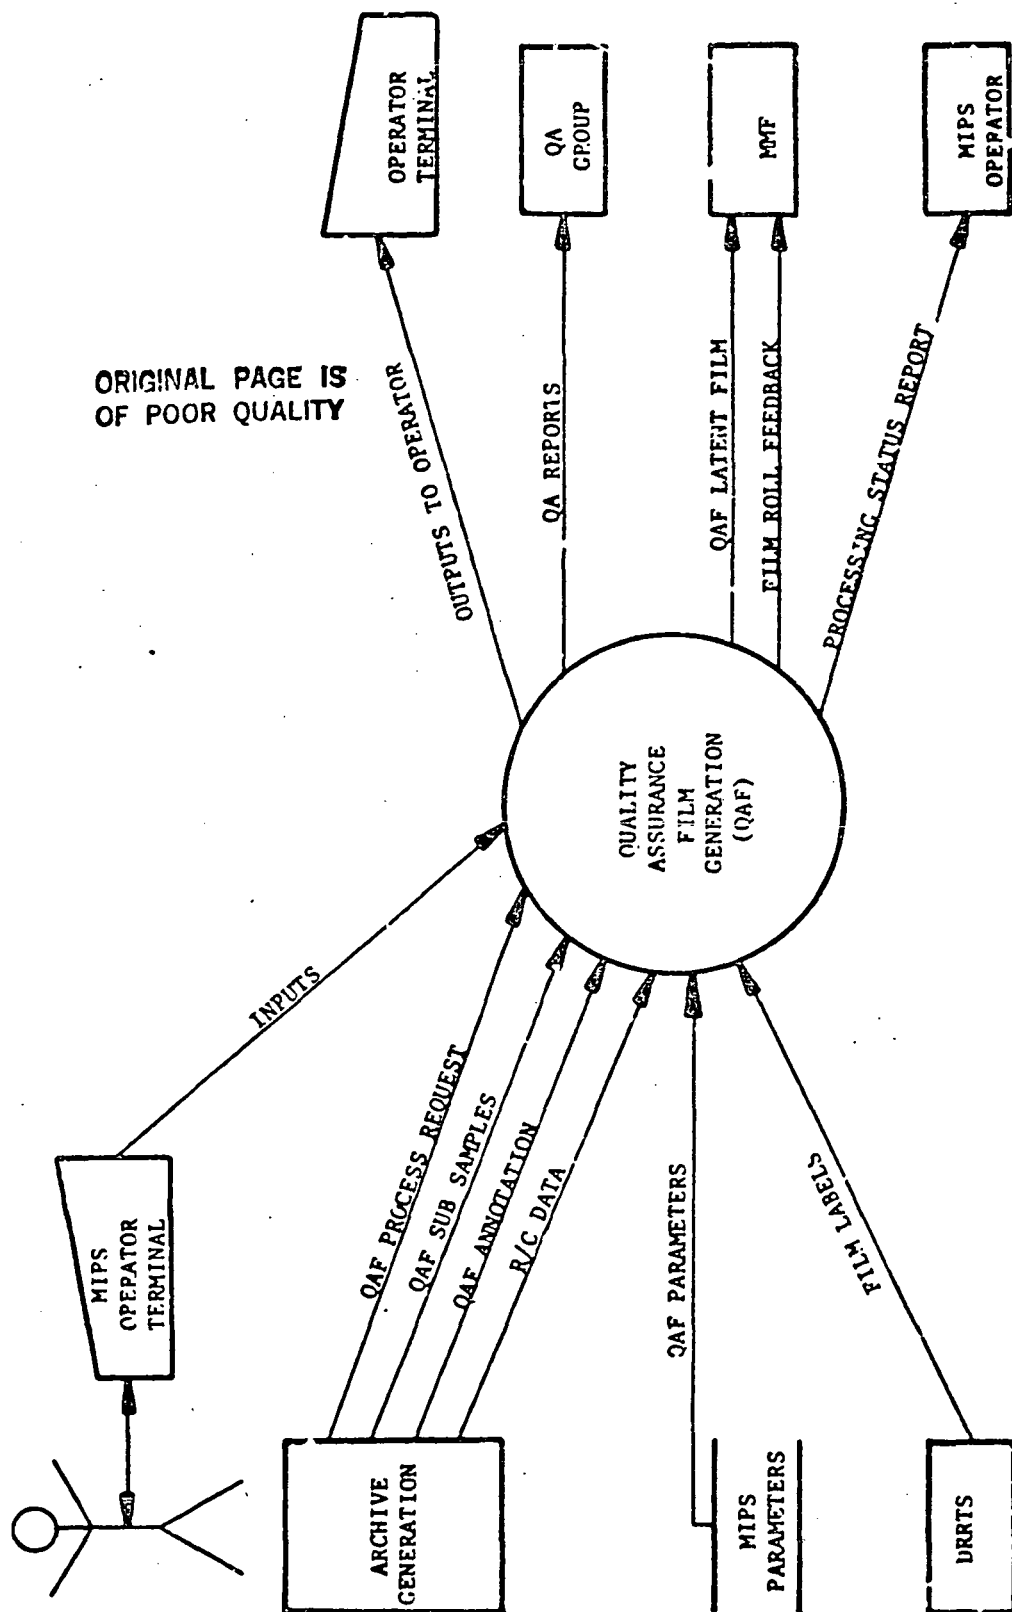 ORIGINAL PAGE IS
OF POOR QUALITY
MIPS
OPERATOR
TERMINAL
INPUTS
ARCHIVE
GENERATION
QAF PROCESS REQUEST
QAF SUB SAMPLES
QAF ANNOTATION
R/C DATA
MIPS
PARAMETERS
QAF PARAMETERS
DRRTS
FILM LABELS
QUALITY
ASSURANCE
FILM
GENERATION
(QAF)
OUTPUTS TO OPERATOR
OPERATOR
TERMINAL
QA REPORTS
QA
GROUP
QAF LATENT FILM
FILM ROLL FEEDBACK
MMF
PROCESSING STATUS REPORT
MIPS
OPERATOR